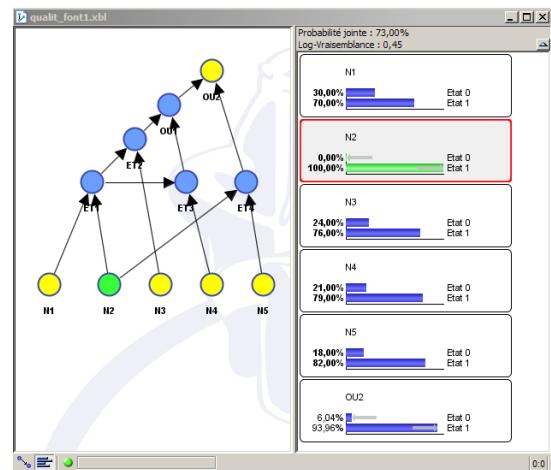 qualit_font1.xbl
OU2
OU1
ET2
ET1
ET3
ET4
N1
N2
N3
N4
N5
Probabilité jointe : 73,00%
Log-Vraisemblance : 0,45
N1
30,00% Etat 0
70,00% Etat 1
N2
0,00% Etat 0
100,00% Etat 1
N3
24,00% Etat 0
76,00% Etat 1
N4
21,00% Etat 0
79,00% Etat 1
N5
18,00% Etat 0
82,00% Etat 1
OU2
6,04% Etat 0
93,96% Etat 1
0:0